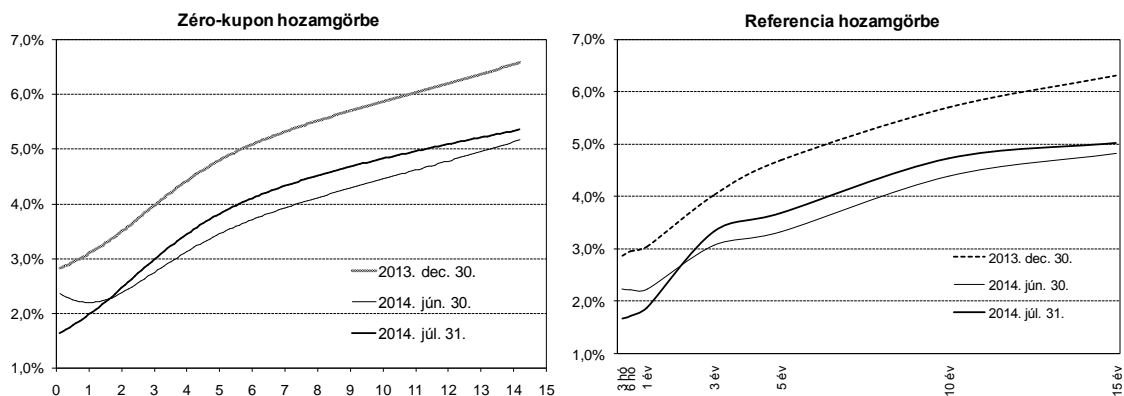 Zéro-kupon hozamgörbe
7,0%
6,0%
5,0%
4,0%
3,0%
2,0%
1,0%
0 1 2 3 4 5 6 7 8 9 10 11 12 13 14 15
2013. dec. 30.
2014. jún. 30.
2014. júl. 31.
Referencia hozamgörbe
7,0%
6,0%
5,0%
4,0%
3,0%
2,0%
1,0%
3 hó
6 hó
1 év
3 év
5 év
10 év
15 év
2013. dec. 30.
2014. jún. 30.
2014. júl. 31.